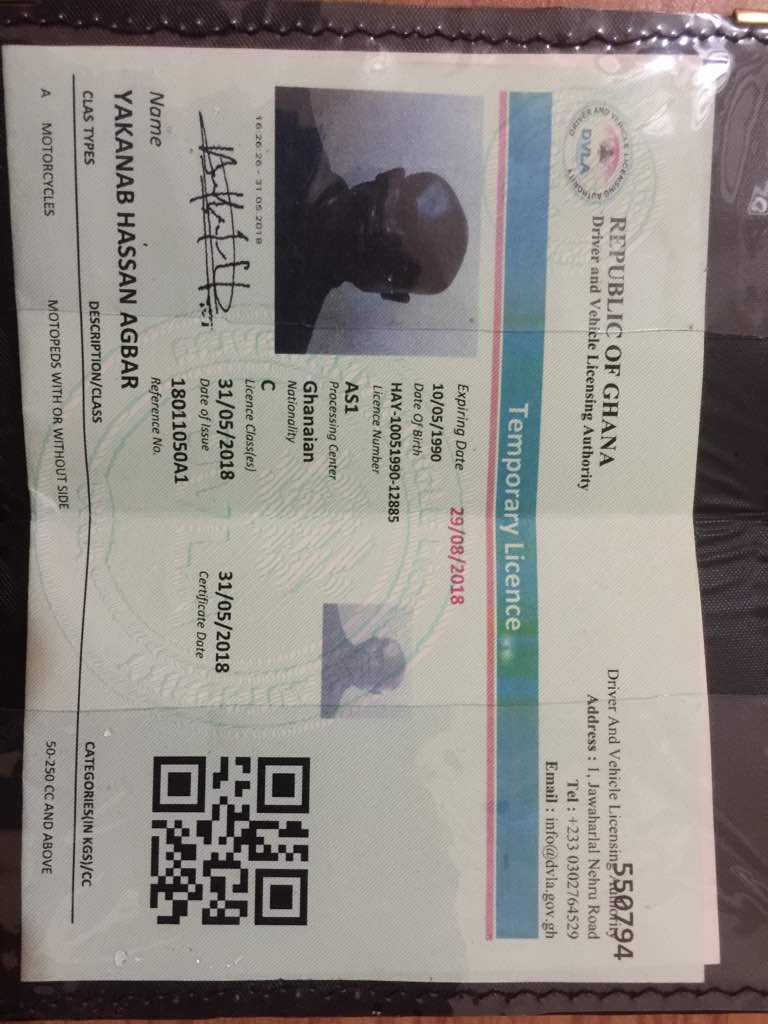 550794
DRIVER AND VEHICLE LICENSING AUTHORITY
DVLA
REPUBLIC OF GHANA
Driver and Vehicle Licensing Authority
Driver And Vehicle Licensing Authority
Address : 1, Jawaharlal Nehru Road
Tel : +233 0302764529
Email : info@dvla.gov.gh
Temporary Licence
Expiring Date 29/08/2018
10/05/1990
Date Of Birth
HAY-10051990-12885
Licence Number
AS1
Processing Center
Ghanaian
Nationality
C
Licence Class(es)
31/05/2018
Date of Issue
31/05/2018
Certificate Date
18011050A1
Reference No.
16:26:26 - 31.05.2018
Name
YAKANAB HASSAN AGBAR
CLAS TYPES DESCRIPTION/CLASS CATEGORIES(IN KGS)/CC
A MOTORCYCLES MOTOPEDS WITH OR WITHOUT SIDE 50-250 CC AND ABOVE